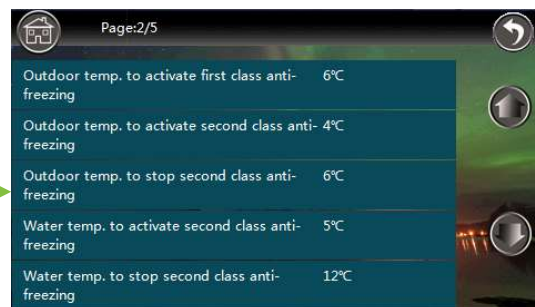 Page:2/5
Outdoor temp. to activate first class anti- 6℃
freezing
Outdoor temp. to activate second class anti- 4℃
freezing
Outdoor temp. to stop second class anti- 6℃
freezing
Water temp. to activate second class anti- 5℃
freezing
Water temp. to stop second class anti- 12℃
freezing